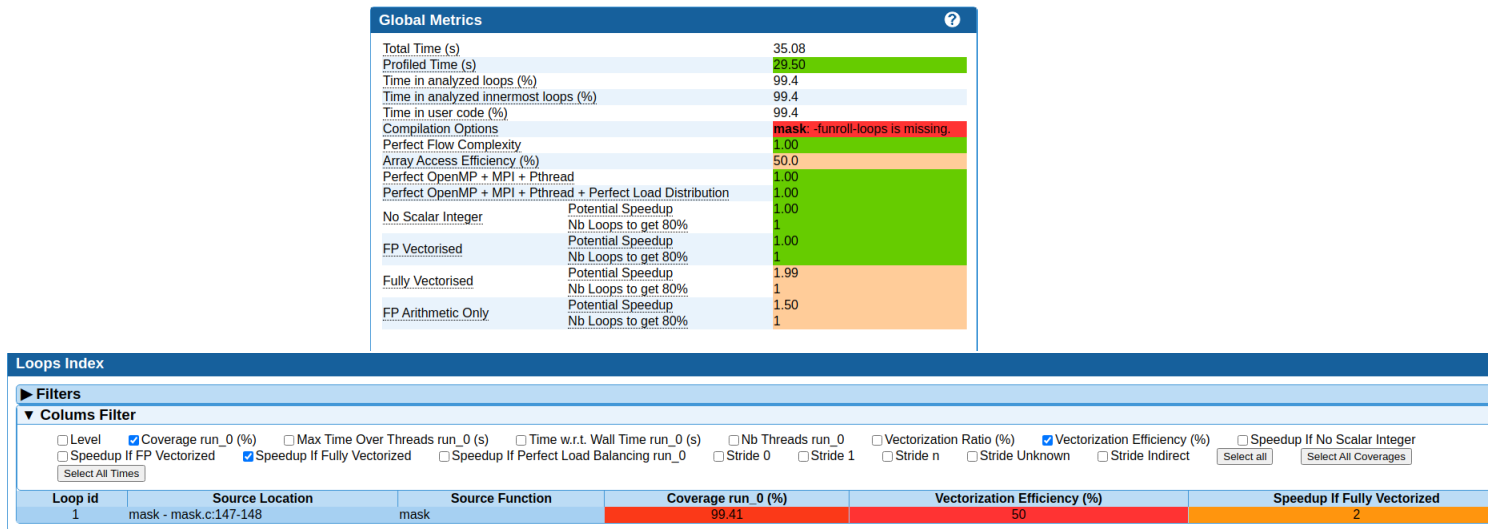 Global Metrics ?
Total Time (s) 35.08
Profiled Time (s) 29.50
Time in analyzed loops (%) 99.4
Time in analyzed innermost loops (%) 99.4
Time in user code (%) 99.4
Compilation Options mask: -funroll-loops is missing.
Perfect Flow Complexity 1.00
Array Access Efficiency (%) 50.0
Perfect OpenMP + MPI + Pthread 1.00
Perfect OpenMP + MPI + Pthread + Perfect Load Distribution 1.00
No Scalar Integer Potential Speedup 1.00
Nb Loops to get 80% 1
FP Vectorised Potential Speedup 1.00
Nb Loops to get 80% 1
Fully Vectorised Potential Speedup 1.99
Nb Loops to get 80% 1
FP Arithmetic Only Potential Speedup 1.50
Nb Loops to get 80% 1
Loops Index
▶ Filters
▼ Colums Filter
Level Coverage run_0 (%) Max Time Over Threads run_0 (s) Time w.r.t. Wall Time run_0 (s) Nb Threads run_0 Vectorization Ratio (%) Vectorization Efficiency (%) Speedup If No Scalar Integer
Speedup If FP Vectorized Speedup If Fully Vectorized Speedup If Perfect Load Balancing run_0 Stride 0 Stride 1 Stride n Stride Unknown Stride Indirect Select all Select All Coverages
Select All Times
Loop id Source Location Source Function Coverage run_0 (%) Vectorization Efficiency (%) Speedup If Fully Vectorized
1 mask - mask.c:147-148 mask 99.41 50 2